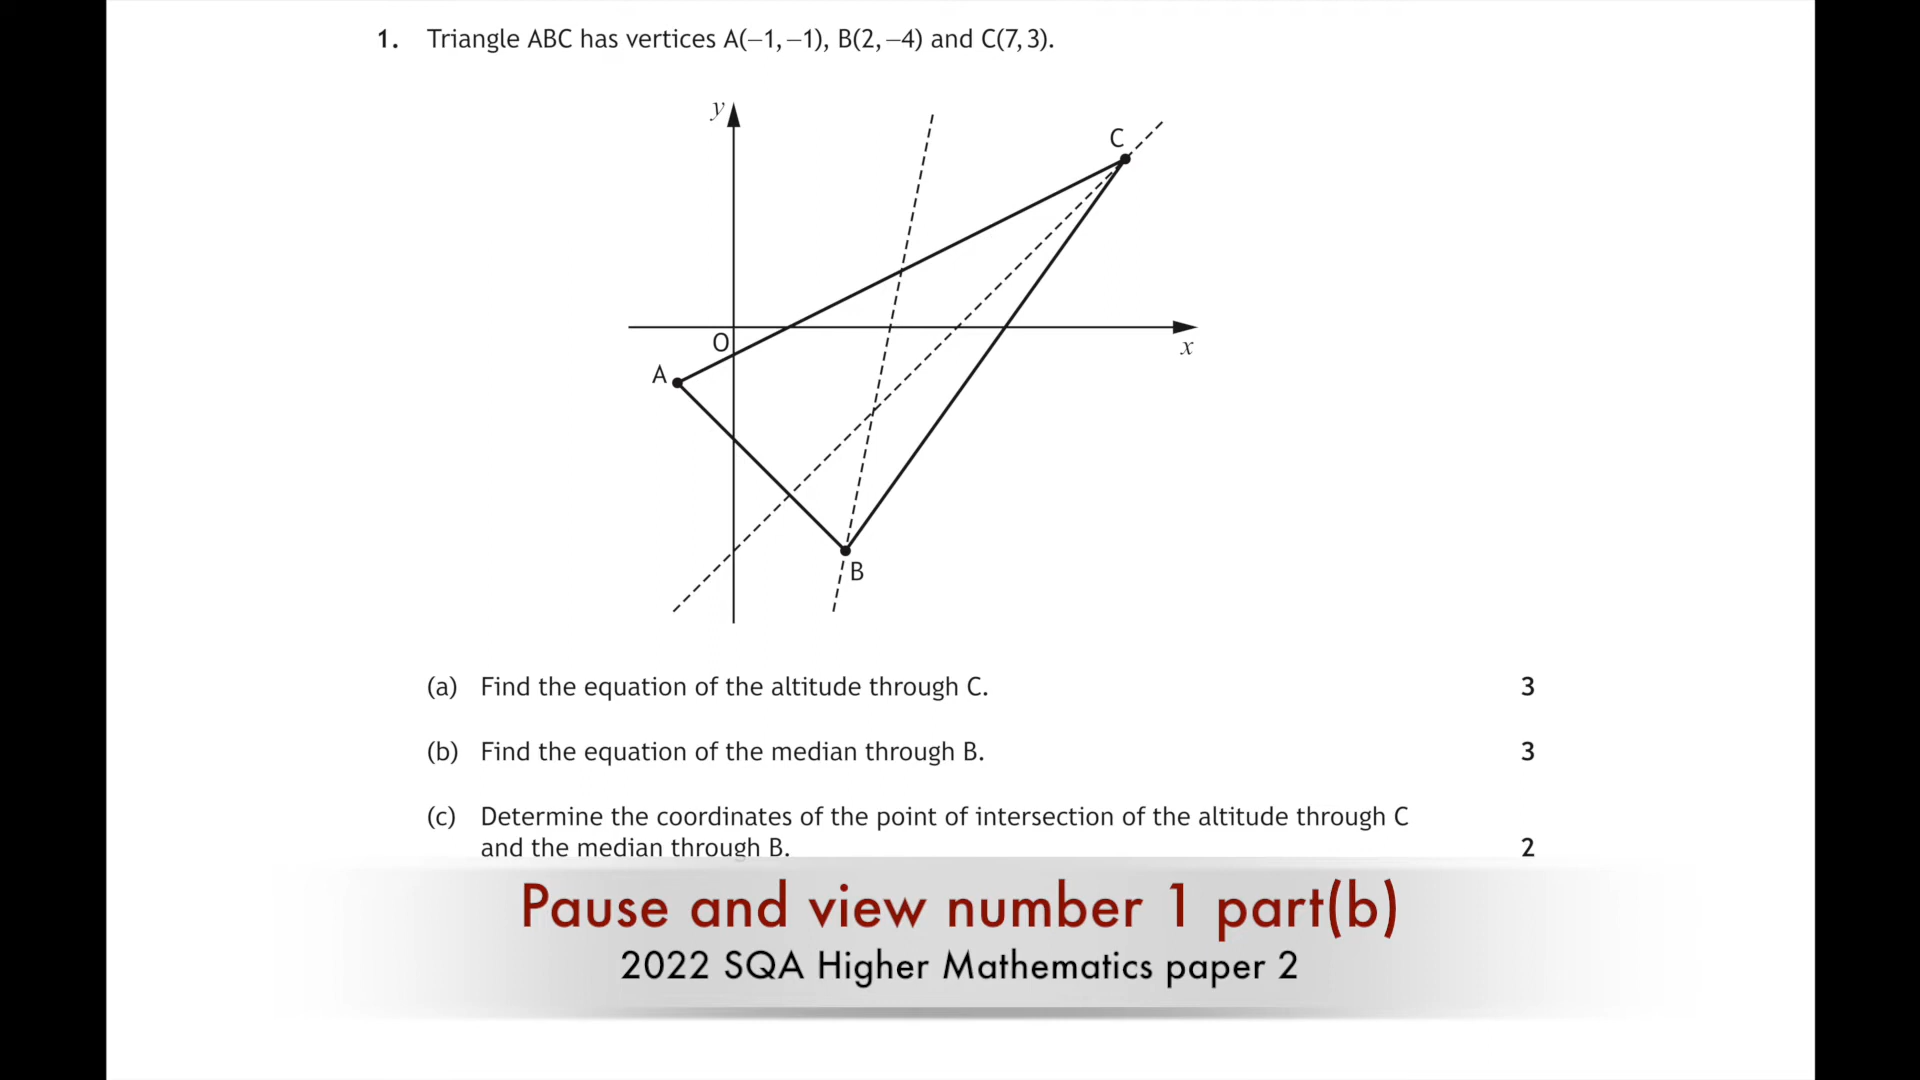 1. Triangle ABC has vertices A(−1, −1), B(2, −4) and C(7, 3).
y
C
O
x
A
B
(a) Find the equation of the altitude through C. 3
(b) Find the equation of the median through B. 3
(c) Determine the coordinates of the point of intersection of the altitude through C
and the median through B. 2
Pause and view number 1 part(b)
2022 SQA Higher Mathematics paper 2